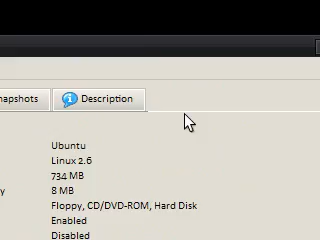 napshots
Description
Ubuntu
Linux 2.6
734 MB
y
8 MB
Floppy, CD/DVD-ROM, Hard Disk
Enabled
Disabled